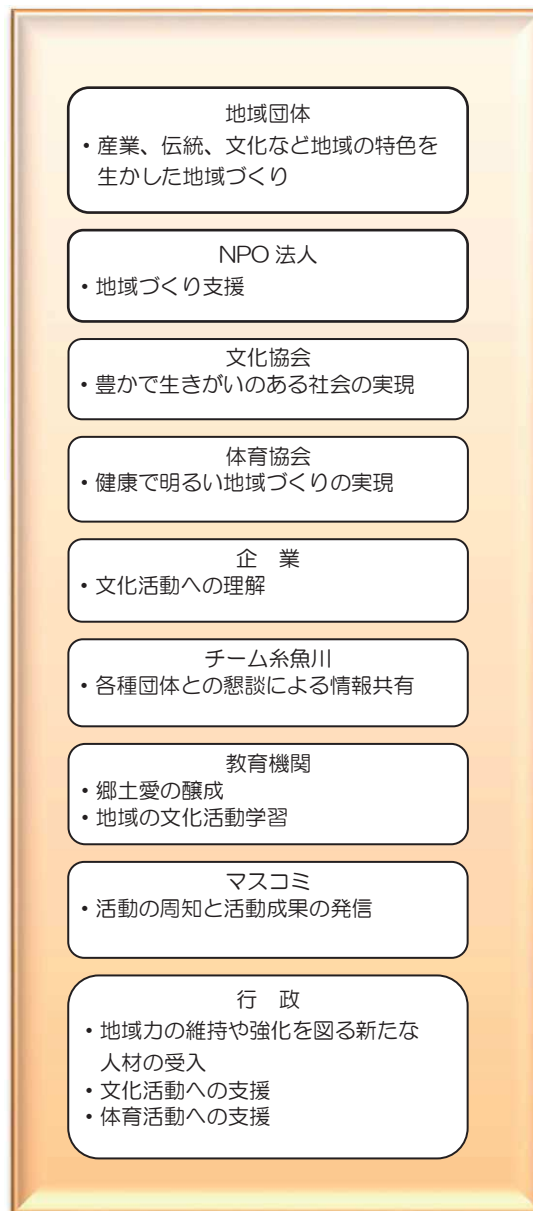 地域団体
・産業、伝統、文化など地域の特色を
生かした地域づくり
NPO 法人
・地域づくり支援
文化協会
・豊かで生きがいのある社会の実現
体育協会
・健康で明るい地域づくりの実現
企　業
・文化活動への理解
チーム糸魚川
・各種団体との懇談による情報共有
教育機関
・郷土愛の醸成
・地域の文化活動学習
マスコミ
・活動の周知と活動成果の発信
行　政
・地域力の維持や強化を図る新たな
人材の受入
・文化活動への支援
・体育活動への支援